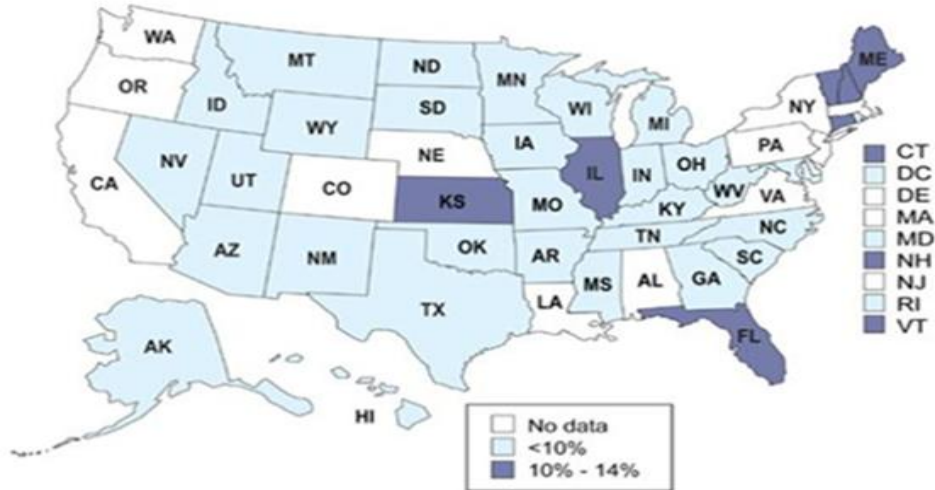 WA
MT
ND
MN
ME
OR
ID
SD
WI
NY
WY
MI
IA
PA
NE
NV
OH
IL
IN
UT
CA
CO
WV
VA
KS
MO
KY
NC
TN
OK
AZ
NM
AR
SC
MS
AL
GA
LA
TX
FL
AK
HI
CT
DC
DE
MA
MD
NH
NJ
RI
VT
No data
<10%
10% - 14%